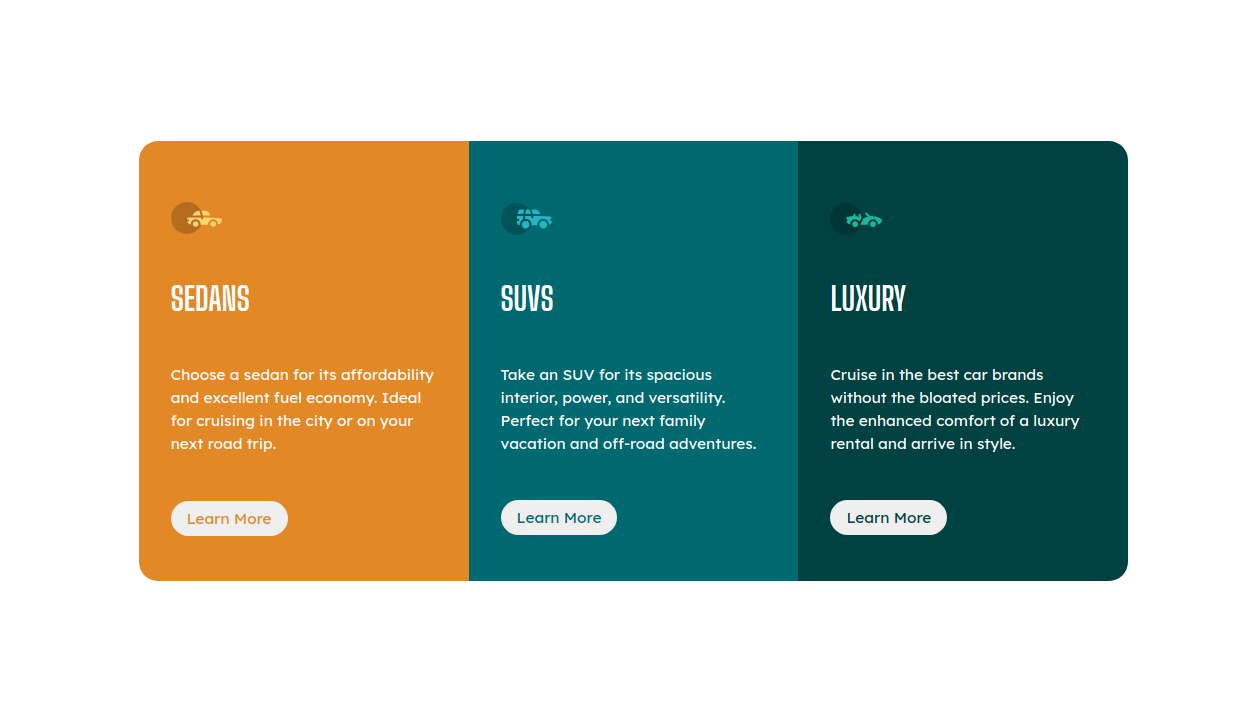 SEDANS
Choose a sedan for its affordability
and excellent fuel economy. Ideal
for cruising in the city or on your
next road trip.
Learn More
SUVS
Take an SUV for its spacious
interior, power, and versatility.
Perfect for your next family
vacation and off-road adventures.
Learn More
LUXURY
Cruise in the best car brands
without the bloated prices. Enjoy
the enhanced comfort of a luxury
rental and arrive in style.
Learn More